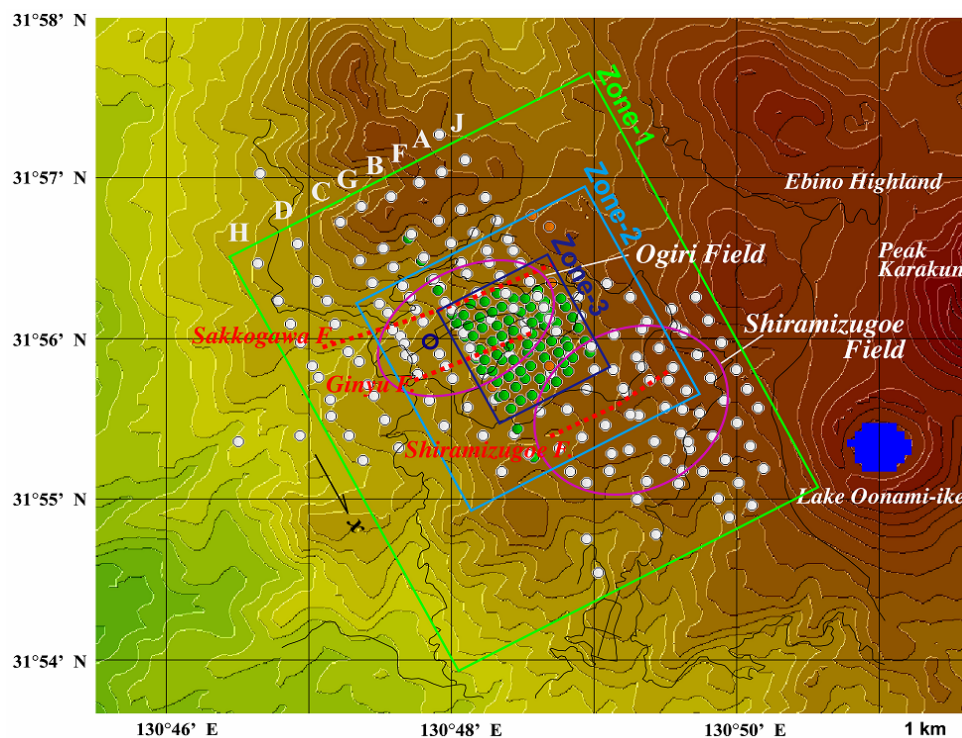 31°58’ N
Zone-1
J
A
F
B
G
C
D
H
31°57’ N
Ebino Highland
Zone-2
Ogiri Field
Peak
Karakun
Zone-3
Shiramizugoe
Field
Sakkogawa F.
31°56’ N
Ginyu F.
Shiramizugoe F.
31°55’ N
Lake Oonami-ike
x
31°54’ N
130°46’ E
130°48’ E
130°50’ E
1 km